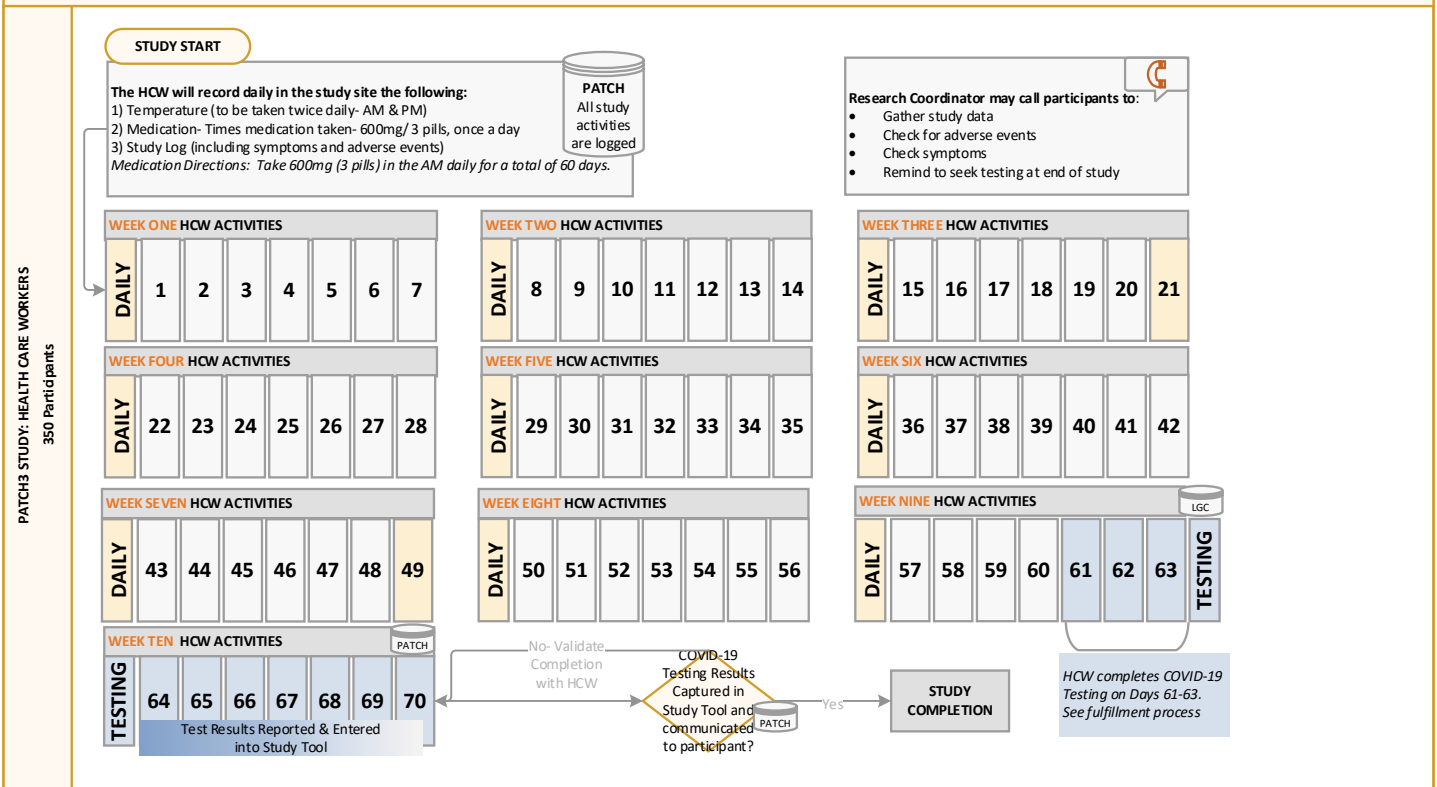 PATCH3 STUDY: HEALTH CARE WORKERS
350 Participants
STUDY START
The HCW will record daily in the study site the following:
1) Temperature (to be taken twice daily- AM & PM)
2) Medication- Times medication taken- 600mg/ 3 pills, once a day
3) Study Log (including symptoms and adverse events)
Medication Directions: Take 600mg (3 pills) in the AM daily for a total of 60 days.
PATCH
All study
activities
are logged
Research Coordinator may call participants to:
• Gather study data
• Check for adverse events
• Check symptoms
• Remind to seek testing at end of study
WEEK ONE HCW ACTIVITIES
DAILY
1 2 3 4 5 6 7
WEEK TWO HCW ACTIVITIES
DAILY
8 9 10 11 12 13 14
WEEK THREE HCW ACTIVITIES
DAILY
15 16 17 18 19 20 21
WEEK FOUR HCW ACTIVITIES
DAILY
22 23 24 25 26 27 28
WEEK FIVE HCW ACTIVITIES
DAILY
29 30 31 32 33 34 35
WEEK SIX HCW ACTIVITIES
DAILY
36 37 38 39 40 41 42
WEEK SEVEN HCW ACTIVITIES
DAILY
43 44 45 46 47 48 49
WEEK EIGHT HCW ACTIVITIES
DAILY
50 51 52 53 54 55 56
WEEK NINE HCW ACTIVITIES
LGC
DAILY
57 58 59 60 61 62 63
TESTING
WEEK TEN HCW ACTIVITIES
PATCH
TESTING
64 65 66 67 68 69 70
Test Results Reported & Entered
into Study Tool
No- Validate
Completion
with HCW
COVID-19
Testing Results
Captured in
Study Tool and
communicated
to participant?
PATCH
Yes
STUDY
COMPLETION
HCW completes COVID-19
Testing on Days 61-63.
See fulfillment process